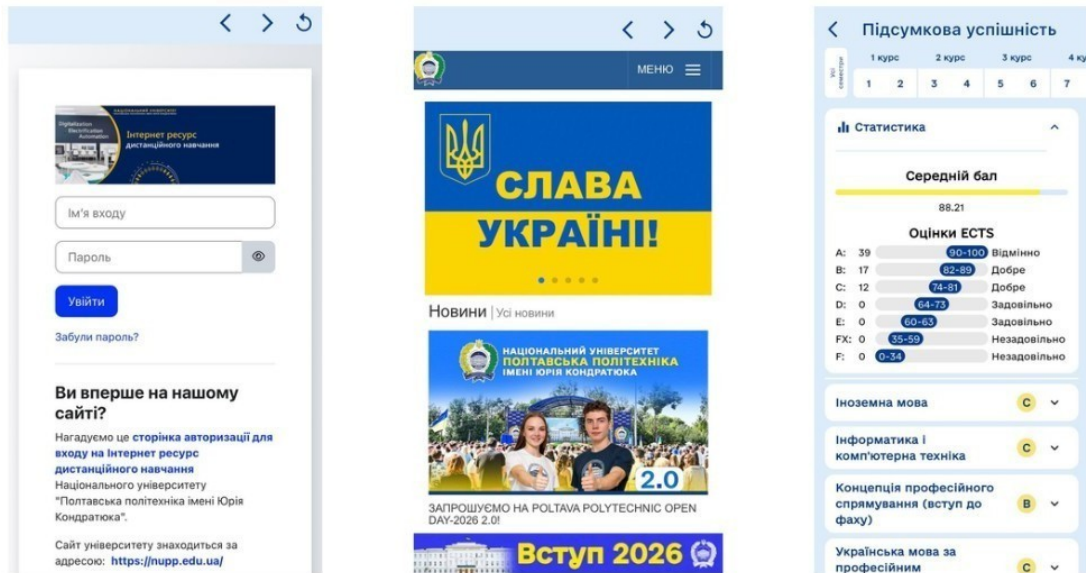 НАЦІОНАЛЬНИЙ УНІВЕРСИТЕТ
Digitalization
Electrification
Automation
Інтернет ресурс
дистанційного навчання
Ім'я входу
Пароль
Увійти
Забули пароль?
Ви вперше на нашому
сайті?
Нагадуємо це сторінка авторизації для
входу на Інтернет ресурс
дистанційного навчання
Національного університету
"Полтавська політехніка імені Юрія
Кондратюка".
Сайт університету знаходиться за
адресою: https://nupp.edu.ua/
МЕНЮ
СЛАВА
УКРАЇНІ!
Новини | Усі новини
НАЦІОНАЛЬНИЙ УНІВЕРСИТЕТ
ПОЛТАВСЬКА ПОЛІТЕХНІКА
ІМЕНІ ЮРІЯ КОНДРАТЮКА
2.0
ЗАПРОШУЄМО НА POLTAVA POLYTECHNIC OPEN
DAY-2026 2.0!
Вступ 2026
Підсумкова успішність
Усі семестри
1 курс 2 курс 3 курс 4 ку
1 2 3 4 5 6 7
Статистика
Середній бал
88.21
Оцінки ECTS
A: 39 90-100 Відмінно
B: 17 82-89 Добре
C: 12 74-81 Добре
D: 0 64-73 Задовільно
E: 0 60-63 Задовільно
FX: 0 35-59 Незадовільно
F: 0 0-34 Незадовільно
Іноземна мова C
Інформатика і
комп'ютерна техніка C
Концепція професійного
спрямування (вступ до
фаху) B
Українська мова за
професійним C